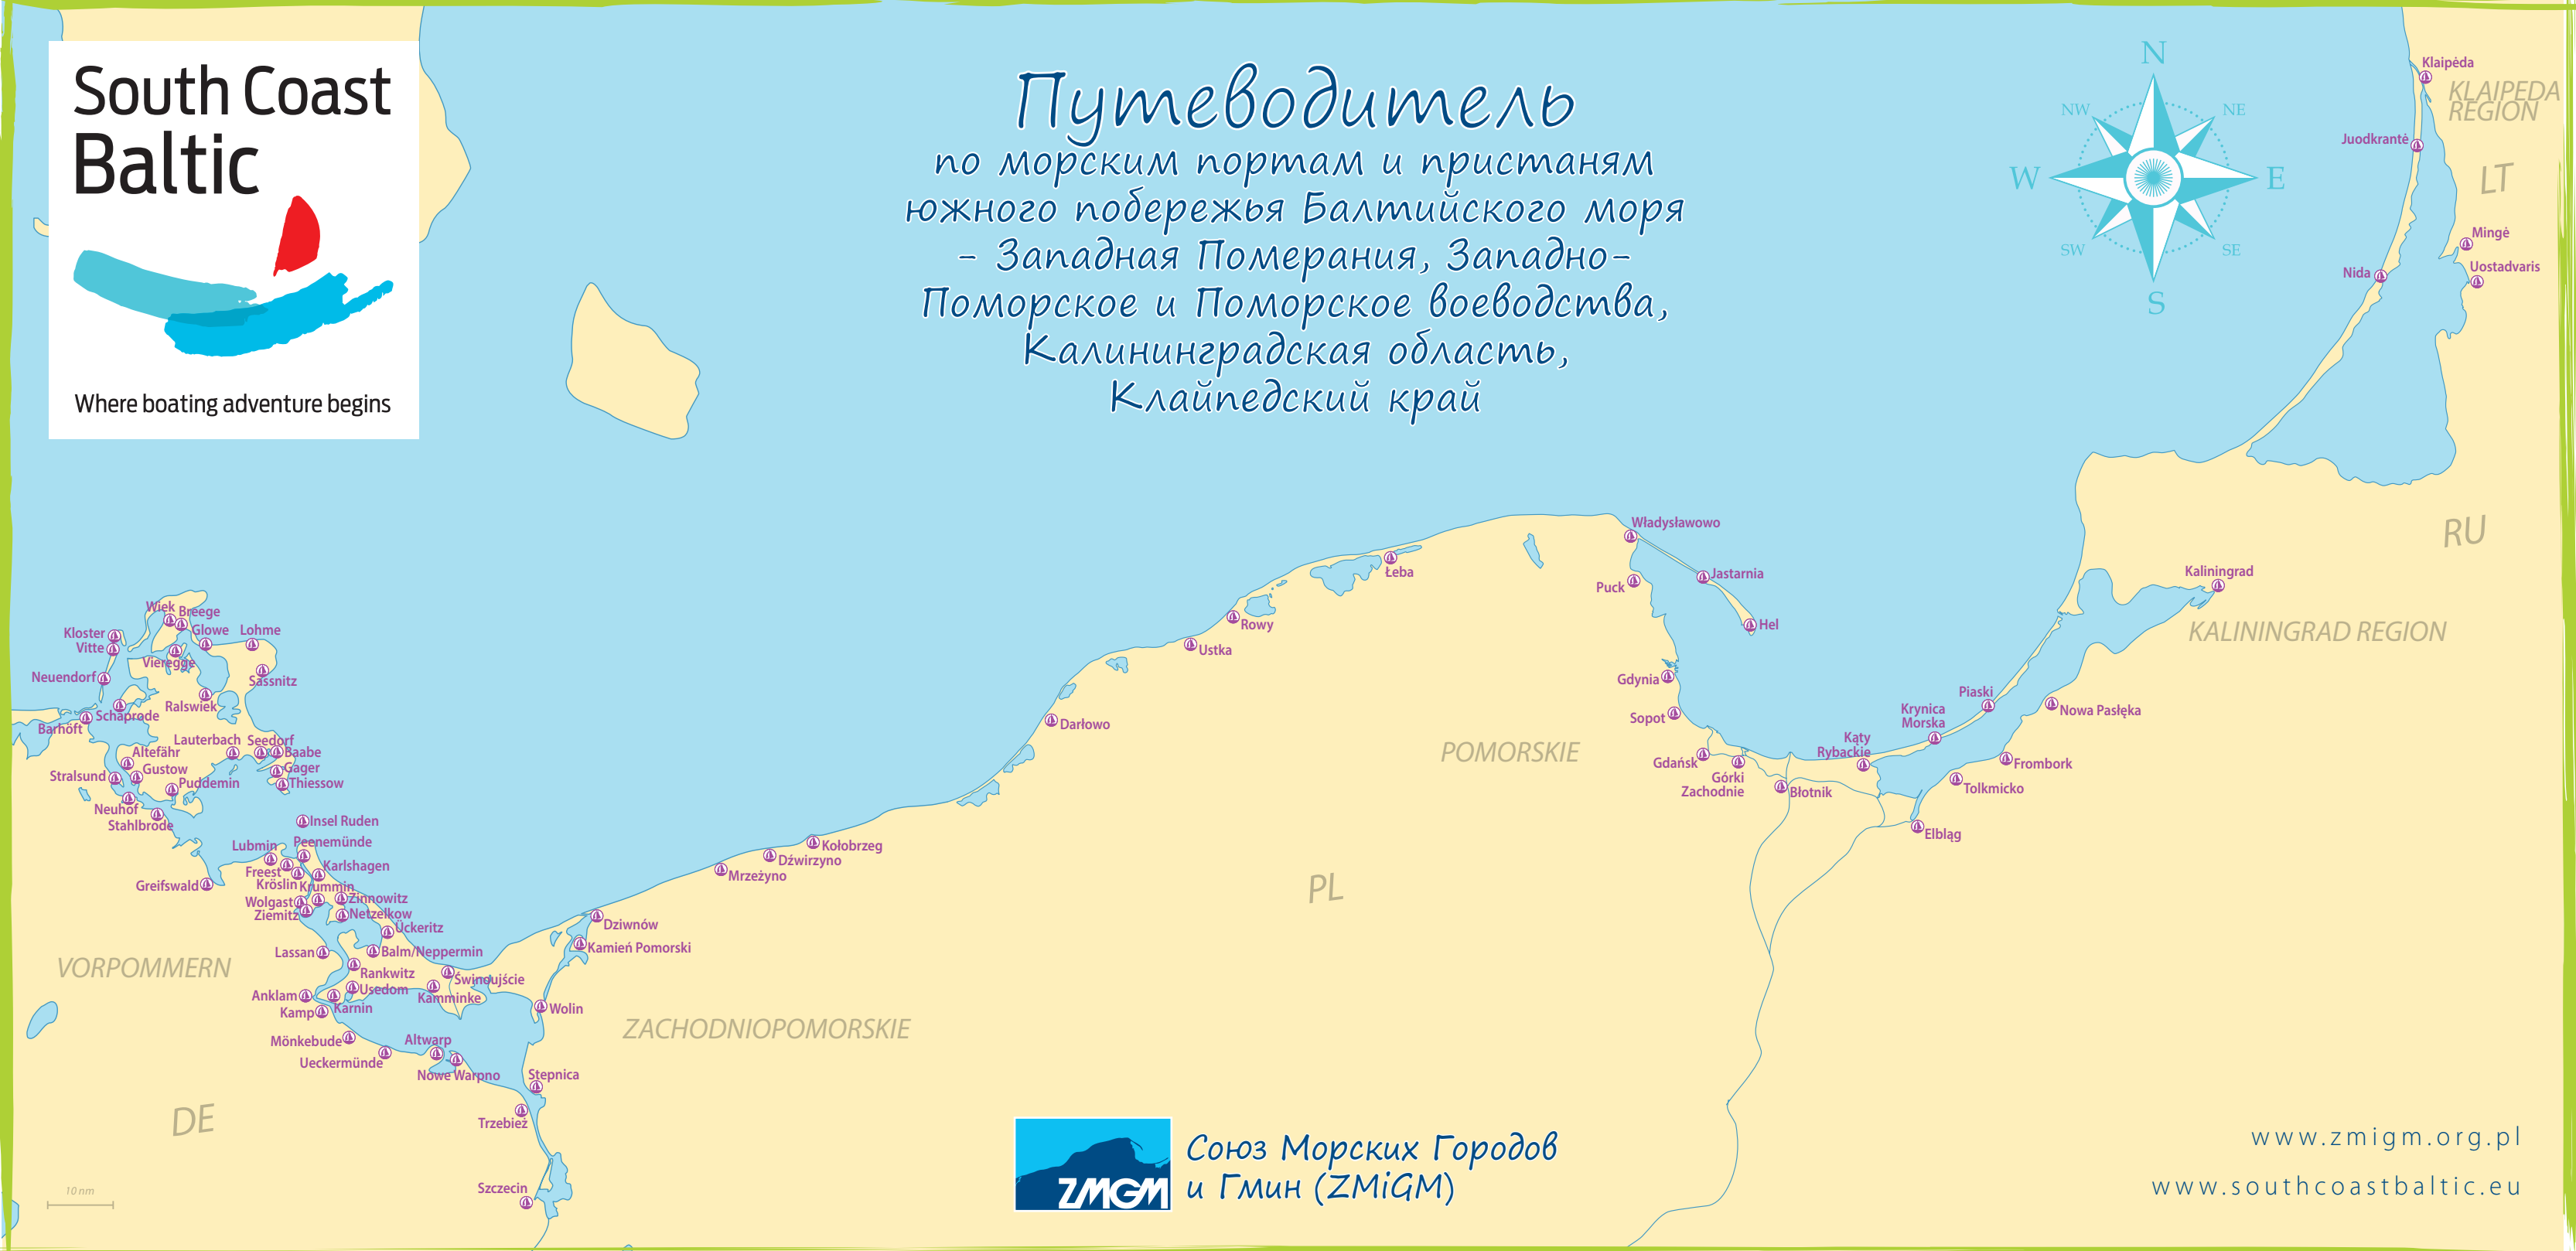 South Coast
Baltic
Where boating adventure begins
Путеводитель
по морским портам и пристаням
южного побережья Балтийского моря
- Западная Померания, Западно-
Поморское и Поморское воеводства,
Калининградская область,
Клайпедский край
N
NW
NE
W
E
SW
SE
S
Klaipėda
KLAIPEDA
REGION
Juodkrantė
LT
Mingė
Uostadvaris
Nida
RU
Kaliningrad
KALININGRAD REGION
Władysławowo
Jastarnia
Puck
Hel
Łeba
Rowy
Ustka
Darłowo
Gdynia
Sopot
Gdańsk
Górki
Zachodnie
Błotnik
Kąty
Rybackie
Krynica
Morska
Piaski
Nowa Pasłęka
Frombork
Tolkmicko
Elbląg
POMORSKIE
PL
Kołobrzeg
Dźwirzyno
Mrzeżyno
Dziwnów
Kamień Pomorski
Wolin
ZACHODNIOPOMORSKIE
Wiek
Breege
Kloster
Vitte
Glowe
Lohme
Vieregge
Neuendorf
Sassnitz
Ralswiek
Schaprode
Barhöft
Lauterbach
Seedorf
Baabe
Altefähr
Gustow
Gager
Stralsund
Puddemin
Thiessow
Neuhof
Stahlbrode
Insel Ruden
Lubmin
Peenemünde
Freest
Karlshagen
Kröslin
Krummin
Greifswald
Wolgast
Zinnowitz
Ziemitz
Netzelkow
Ückeritz
Lassan
Balm/Neppermin
VORPOMMERN
Rankwitz
Świnoujście
Anklam
Usedom
Kamminke
Kamp
Karnin
Mönkebude
Altwarp
Ueckermünde
Nowe Warpno
Stepnica
DE
Trzebież
Szczecin
10 nm
ZMGM
Союз Морских Городов
и Гмин (ZMiGM)
www.zmigm.org.pl
www.southcoastbaltic.eu